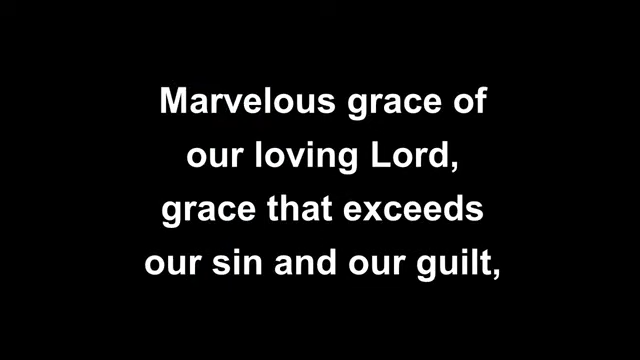 Marvelous grace of
our loving Lord,
grace that exceeds
our sin and our guilt,